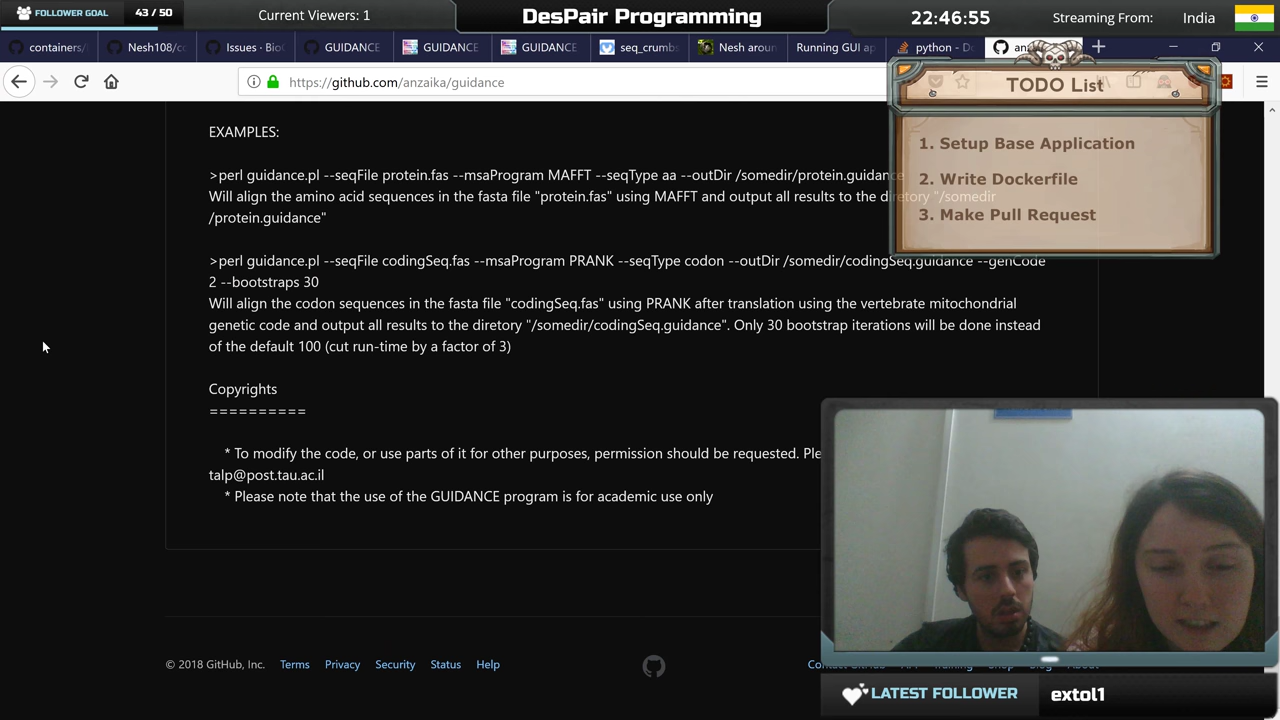 FOLLOWER GOAL
43 / 50
Current Viewers: 1
DesPair Programming
22:46:55
Streaming From:
India
containers/
Nesh108/co
Issues · Bio
GUIDANCE
GUIDANCE
GUIDANCE
seq_crumbs
Nesh aroun
Running GUI ap
python - Do
an
https://github.com/anzaika/guidance
TODO List
1. Setup Base Application
2. Write Dockerfile
3. Make Pull Request
EXAMPLES:
>perl guidance.pl --seqFile protein.fas --msaProgram MAFFT --seqType aa --outDir /somedir/protein.guidance
Will align the amino acid sequences in the fasta file "protein.fas" using MAFFT and output all results to the diretory "/somedir
/protein.guidance"
>perl guidance.pl --seqFile codingSeq.fas --msaProgram PRANK --seqType codon --outDir /somedir/codingSeq.guidance --genCode
2 --bootstraps 30
Will align the codon sequences in the fasta file "codingSeq.fas" using PRANK after translation using the vertebrate mitochondrial
genetic code and output all results to the diretory "/somedir/codingSeq.guidance". Only 30 bootstrap iterations will be done instead
of the default 100 (cut run-time by a factor of 3)
Copyrights
==========
* To modify the code, or use parts of it for other purposes, permission should be requested. Ple
talp@post.tau.ac.il
* Please note that the use of the GUIDANCE program is for academic use only
© 2018 GitHub, Inc.
Terms
Privacy
Security
Status
Help
LATEST FOLLOWER
extol1